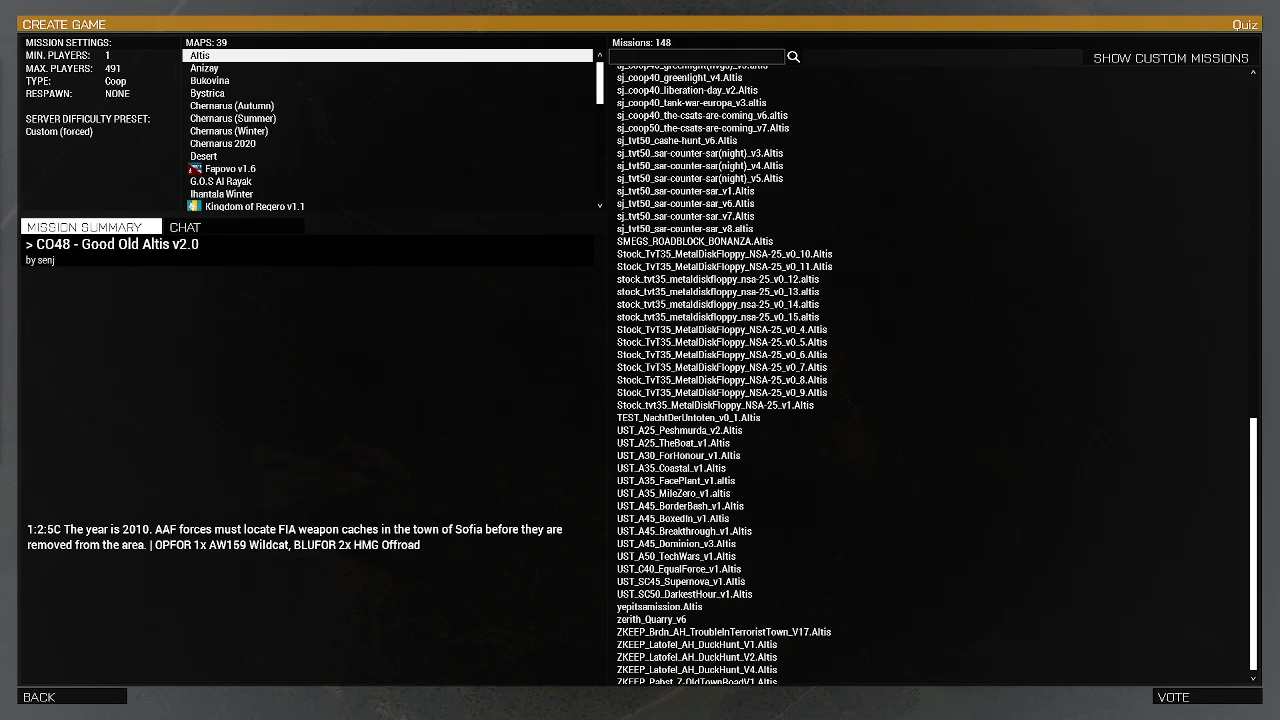 CREATE GAME
Quiz
MISSION SETTINGS:
MIN. PLAYERS: 1
MAX. PLAYERS: 491
TYPE: Coop
RESPAWN: NONE
SERVER DIFFICULTY PRESET:
Custom (forced)
MAPS: 39
Altis
Anizay
Bukovina
Bystrica
Chernarus (Autumn)
Chernarus (Summer)
Chernarus (Winter)
Chernarus 2020
Desert
Fapovo v1.6
G.O.S Al Rayak
Ihantala Winter
Kingdom of Regero v1.1
MISSION SUMMARY
CHAT
> CO48 - Good Old Altis v2.0
by senj
1:2:5C The year is 2010. AAF forces must locate FIA weapon caches in the town of Sofia before they are
removed from the area. | OPFOR 1x AW159 Wildcat, BLUFOR 2x HMG Offroad
Missions: 148
SHOW CUSTOM MISSIONS
sj_coop40_greenlight(nvgs)_v3.altis
sj_coop40_greenlight_v4.Altis
sj_coop40_liberation-day_v2.Altis
sj_coop40_tank-war-europa_v3.altis
sj_coop40_the-csats-are-coming_v6.altis
sj_coop50_the-csats-are-coming_v7.Altis
sj_tvt50_cashe-hunt_v6.Altis
sj_tvt50_sar-counter-sar(night)_v3.Altis
sj_tvt50_sar-counter-sar(night)_v4.Altis
sj_tvt50_sar-counter-sar(night)_v5.Altis
sj_tvt50_sar-counter-sar_v1.Altis
sj_tvt50_sar-counter-sar_v6.Altis
sj_tvt50_sar-counter-sar_v7.Altis
sj_tvt50_sar-counter-sar_v8.altis
SMEGS_ROADBLOCK_BONANZA.Altis
Stock_TvT35_MetalDiskFloppy_NSA-25_v0_10.Altis
Stock_TvT35_MetalDiskFloppy_NSA-25_v0_11.Altis
stock_tvt35_metaldiskfloppy_nsa-25_v0_12.altis
stock_tvt35_metaldiskfloppy_nsa-25_v0_13.altis
stock_tvt35_metaldiskfloppy_nsa-25_v0_14.altis
stock_tvt35_metaldiskfloppy_nsa-25_v0_15.altis
Stock_TvT35_MetalDiskFloppy_NSA-25_v0_4.Altis
Stock_TvT35_MetalDiskFloppy_NSA-25_v0_5.Altis
Stock_TvT35_MetalDiskFloppy_NSA-25_v0_6.Altis
Stock_TvT35_MetalDiskFloppy_NSA-25_v0_7.Altis
Stock_TvT35_MetalDiskFloppy_NSA-25_v0_8.Altis
Stock_TvT35_MetalDiskFloppy_NSA-25_v0_9.Altis
Stock_tvt35_MetalDiskFloppy_NSA-25_v1.Altis
TEST_NachtDerUntoten_v0_1.Altis
UST_A25_Peshmurda_v2.Altis
UST_A25_TheBoat_v1.Altis
UST_A30_ForHonour_v1.Altis
UST_A35_Coastal_v1.Altis
UST_A35_FacePlant_v1.altis
UST_A35_MileZero_v1.altis
UST_A45_BorderBash_v1.Altis
UST_A45_BoxedIn_v1.Altis
UST_A45_Breakthrough_v1.Altis
UST_A45_Dominion_v3.Altis
UST_A50_TechWars_v1.Altis
UST_C40_EqualForce_v1.Altis
UST_SC45_Supernova_v1.Altis
UST_SC50_DarkestHour_v1.Altis
yepitsamission.Altis
zerith_Quarry_v6
ZKEEP_Brdn_AH_TroubleInTerroristTown_V17.Altis
ZKEEP_Latofel_AH_DuckHunt_V1.Altis
ZKEEP_Latofel_AH_DuckHunt_V2.Altis
ZKEEP_Latofel_AH_DuckHunt_V4.Altis
ZKEEP_Pabst_Z-OldTownRoadV1.Altis
BACK
VOTE